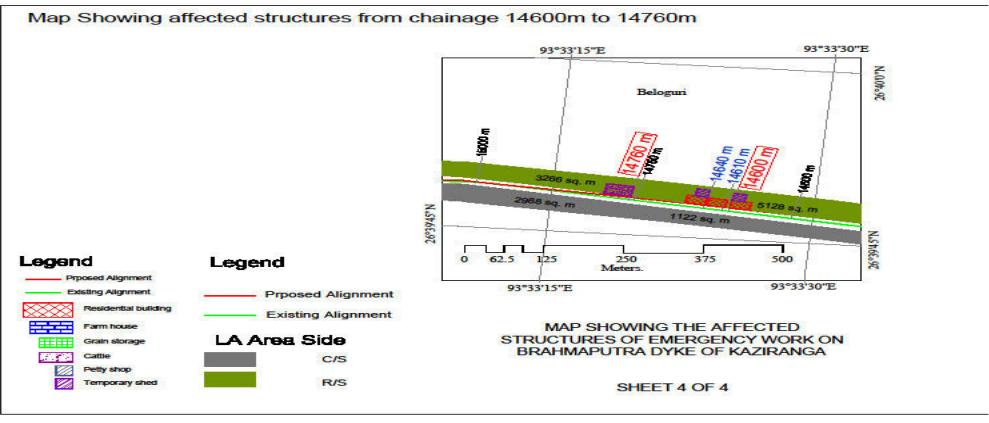 Map Showing affected structures from chainage 14600m to 14760m
93°33'15"E
93°33'30"E
26°40'0"N
Beloguri
15000 m
14760 m
14760 m
14640 m
14610 m
14600 m
14600 m
3266 sq. m
5128 sq. m
2968 sq. m
1122 sq. m
26°39'45"N
26°39'45"N
0 62.5 125 250 375 500
Meters.
93°33'15"E
93°33'30"E
Legend
Prposed Alignment
Existing Alignment
Residential building
Farm house
Grain storage
Cattle
Petty shop
Temporary shed
Legend
Prposed Alignment
Existing Alignment
LA Area Side
C/S
R/S
MAP SHOWING THE AFFECTED
STRUCTURES OF EMERGENCY WORK ON
BRAHMAPUTRA DYKE OF KAZIRANGA
SHEET 4 OF 4